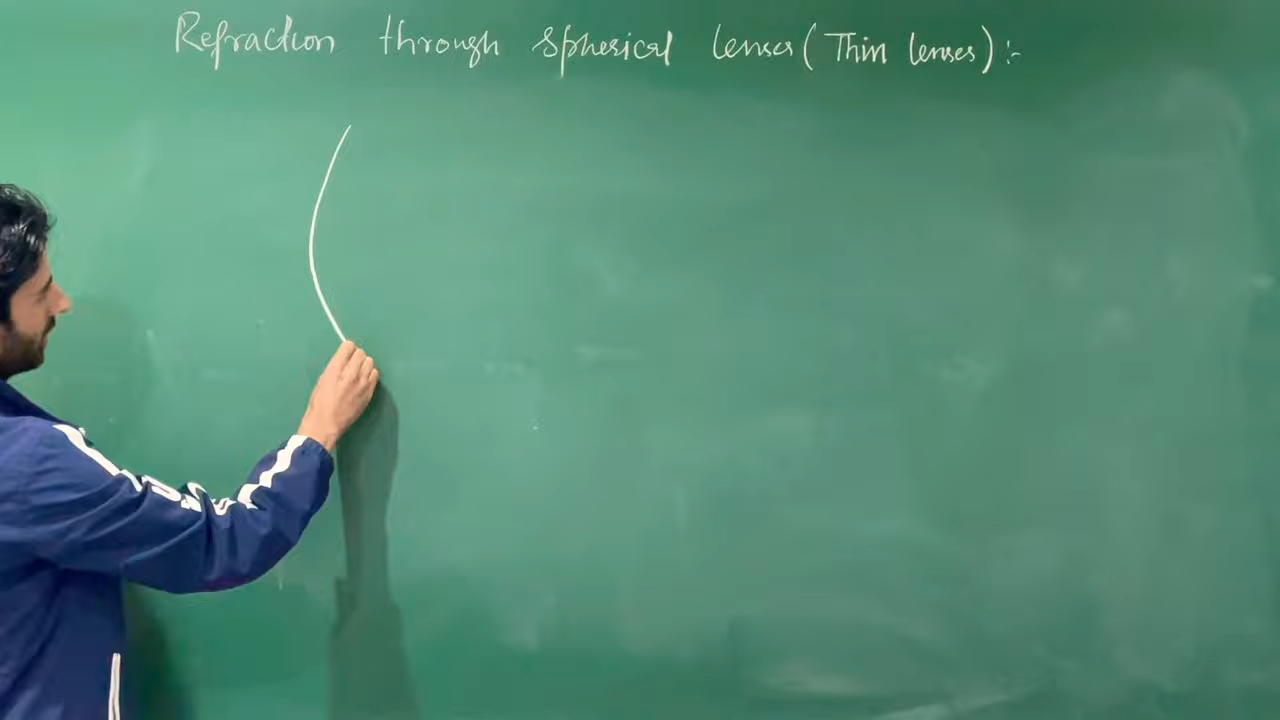 Refraction through spherical lenses (Thin lenses) :-